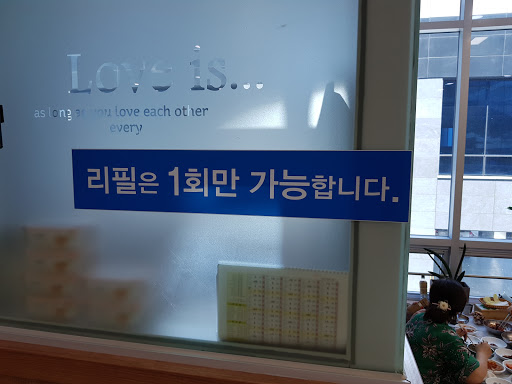 Love is...
as long as you love each other
every
리필은 1회만 가능합니다.